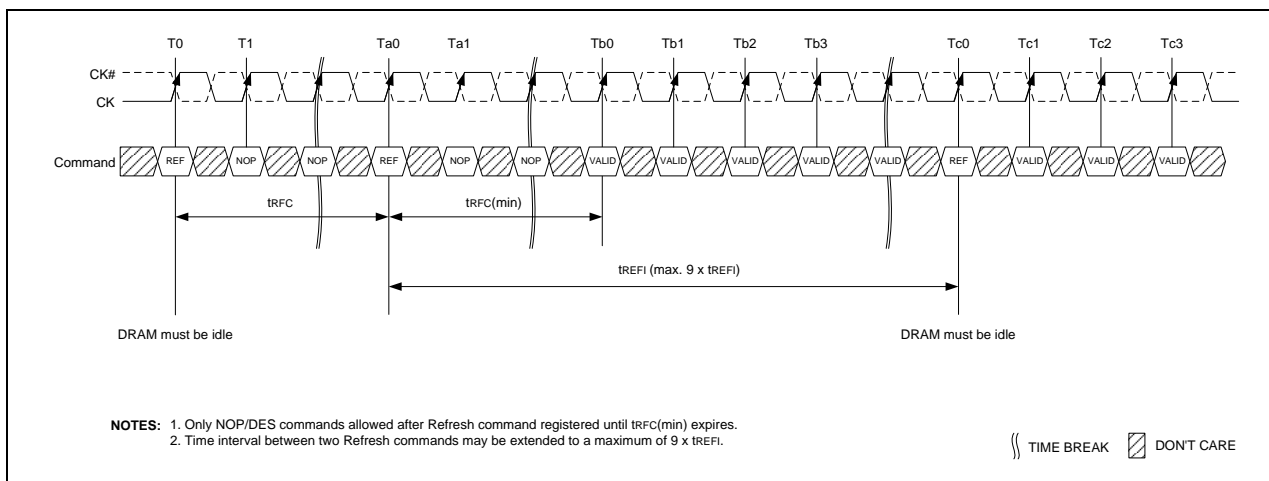 T0 T1 Ta0 Ta1 Tb0 Tb1 Tb2 Tb3 Tc0 Tc1 Tc2 Tc3
CK#
CK
Command REF NOP NOP REF NOP NOP VALID VALID VALID VALID VALID REF VALID VALID VALID
tRFC tRFC(min)
tREFI (max. 9 x tREFI)
DRAM must be idle DRAM must be idle
NOTES: 1. Only NOP/DES commands allowed after Refresh command registered until tRFC(min) expires.
2. Time interval between two Refresh commands may be extended to a maximum of 9 x tREFI.
TIME BREAK DON'T CARE